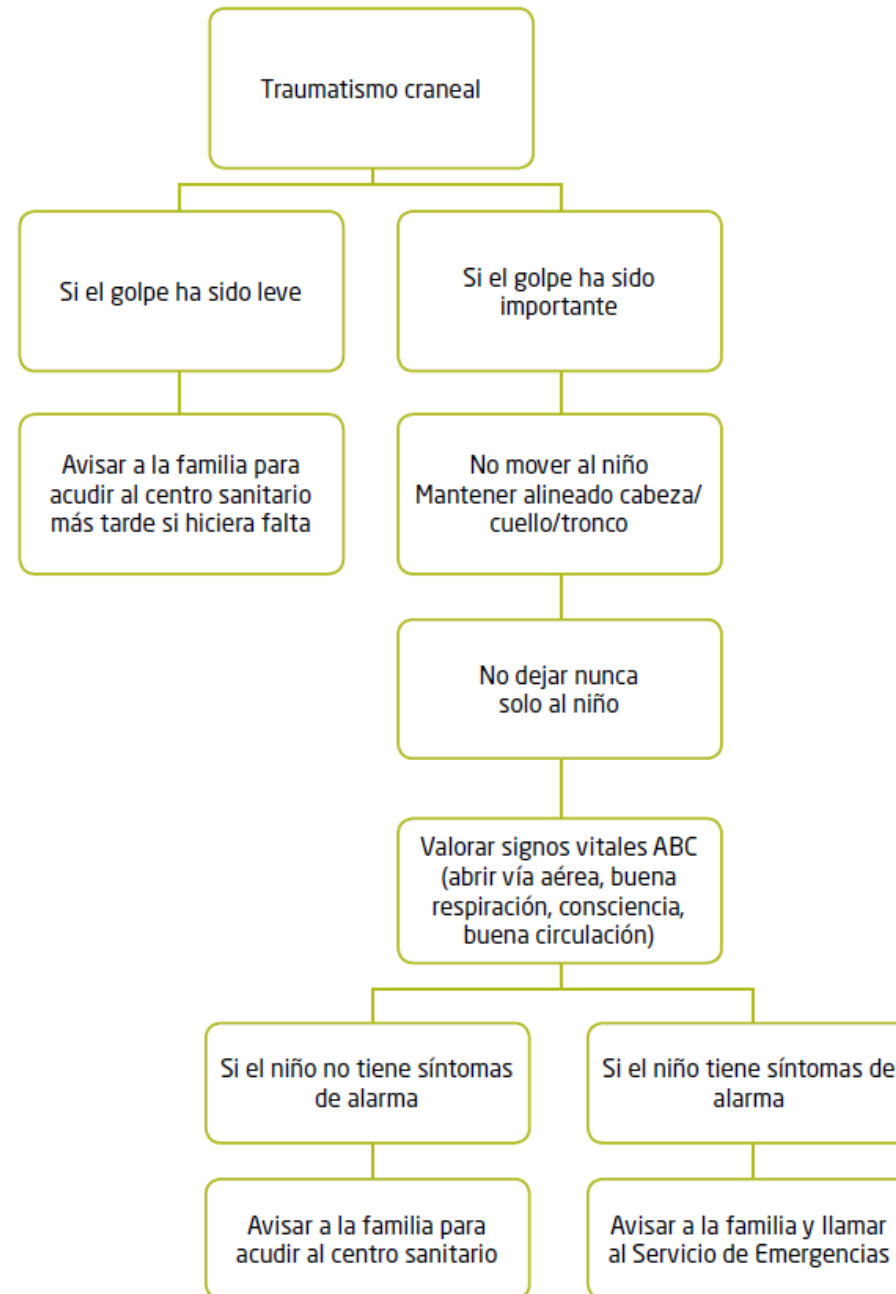 Traumatismo craneal
Si el golpe ha sido leve
Si el golpe ha sido
importante
Avisar a la familia para
acudir al centro sanitario
más tarde si hiciera falta
No mover al niño
Mantener alineado cabeza/
cuello/tronco
No dejar nunca
solo al niño
Valorar signos vitales ABC
(abrir vía aérea, buena
respiración, consciencia,
buena circulación)
Si el niño no tiene síntomas
de alarma
Si el niño tiene síntomas de
alarma
Avisar a la familia para
acudir al centro sanitario
Avisar a la familia y llamar
al Servicio de Emergencias